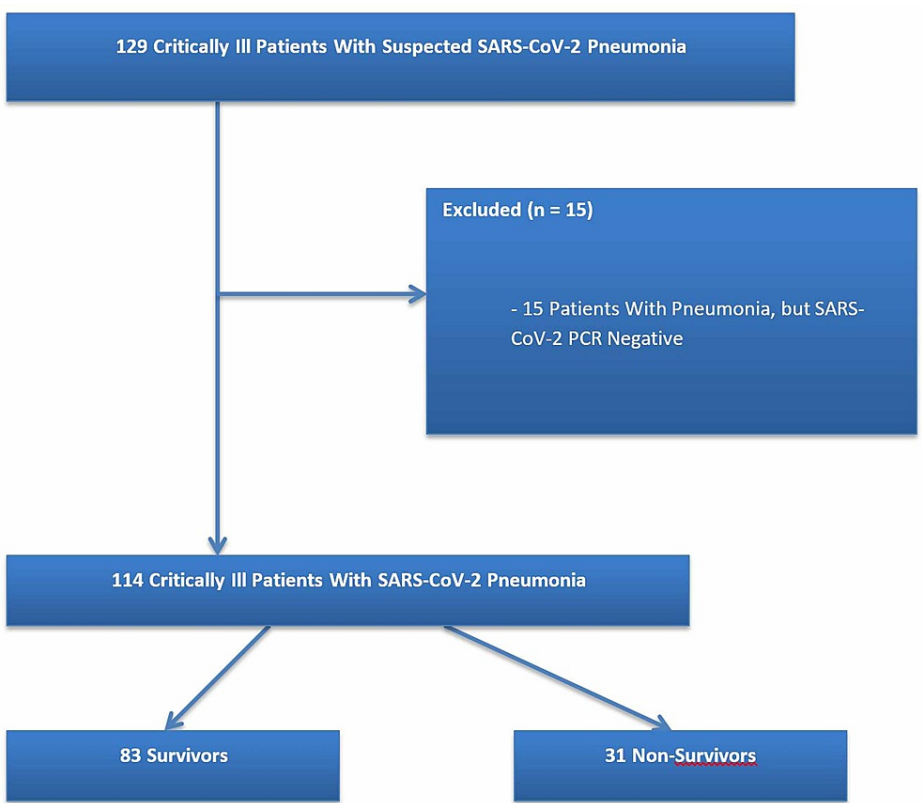 129 Critically Ill Patients With Suspected SARS-CoV-2 Pneumonia
Excluded (n = 15)
- 15 Patients With Pneumonia, but SARS-
CoV-2 PCR Negative
114 Critically Ill Patients With SARS-CoV-2 Pneumonia
83 Survivors
31 Non-Survivors